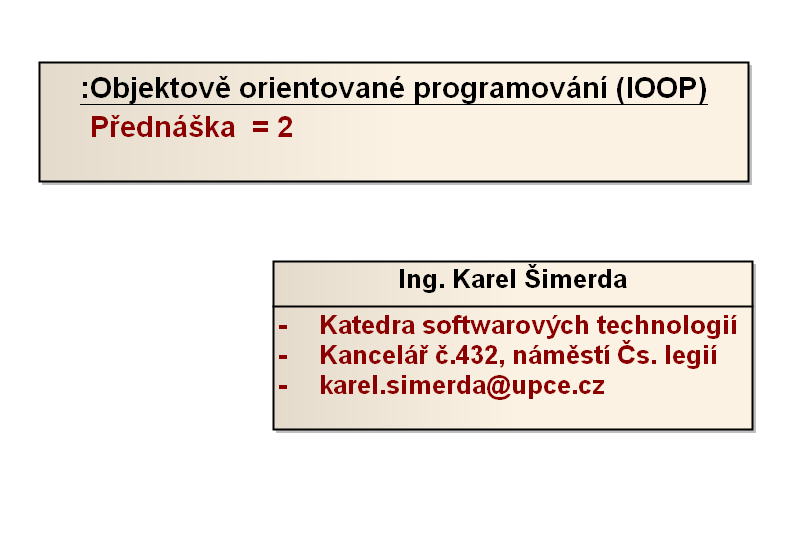 :Objektově orientované programování (IOOP)
Přednáška = 2
Ing. Karel Šimerda
- Katedra softwarových technologií
- Kancelář č.432, náměstí Čs. legií
- karel.simerda@upce.cz